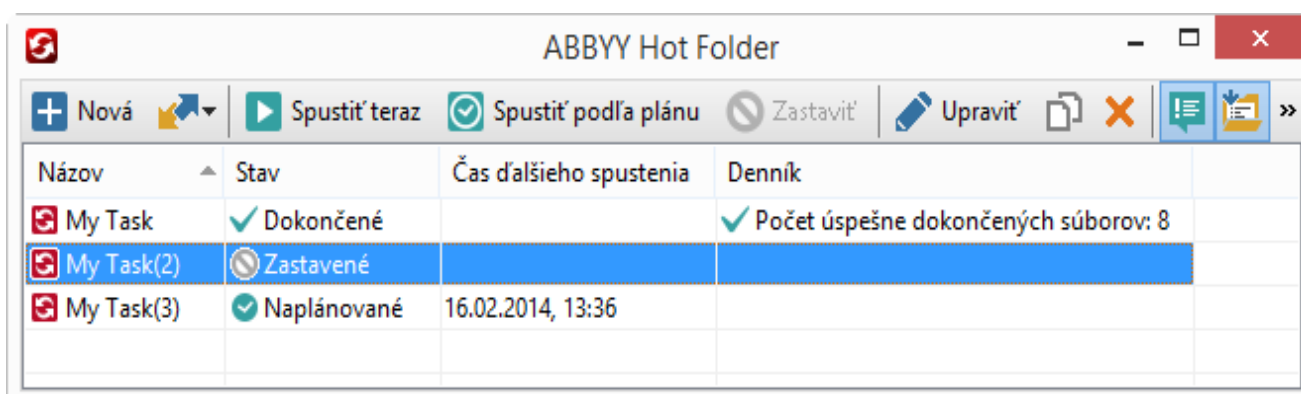 ABBYY Hot Folder
Nová Spustiť teraz Spustiť podľa plánu Zastaviť Upraviť »
Názov Stav Čas ďalšieho spustenia Denník
My Task Dokončené Počet úspešne dokončených súborov: 8
My Task(2) Zastavené
My Task(3) Naplánované 16.02.2014, 13:36